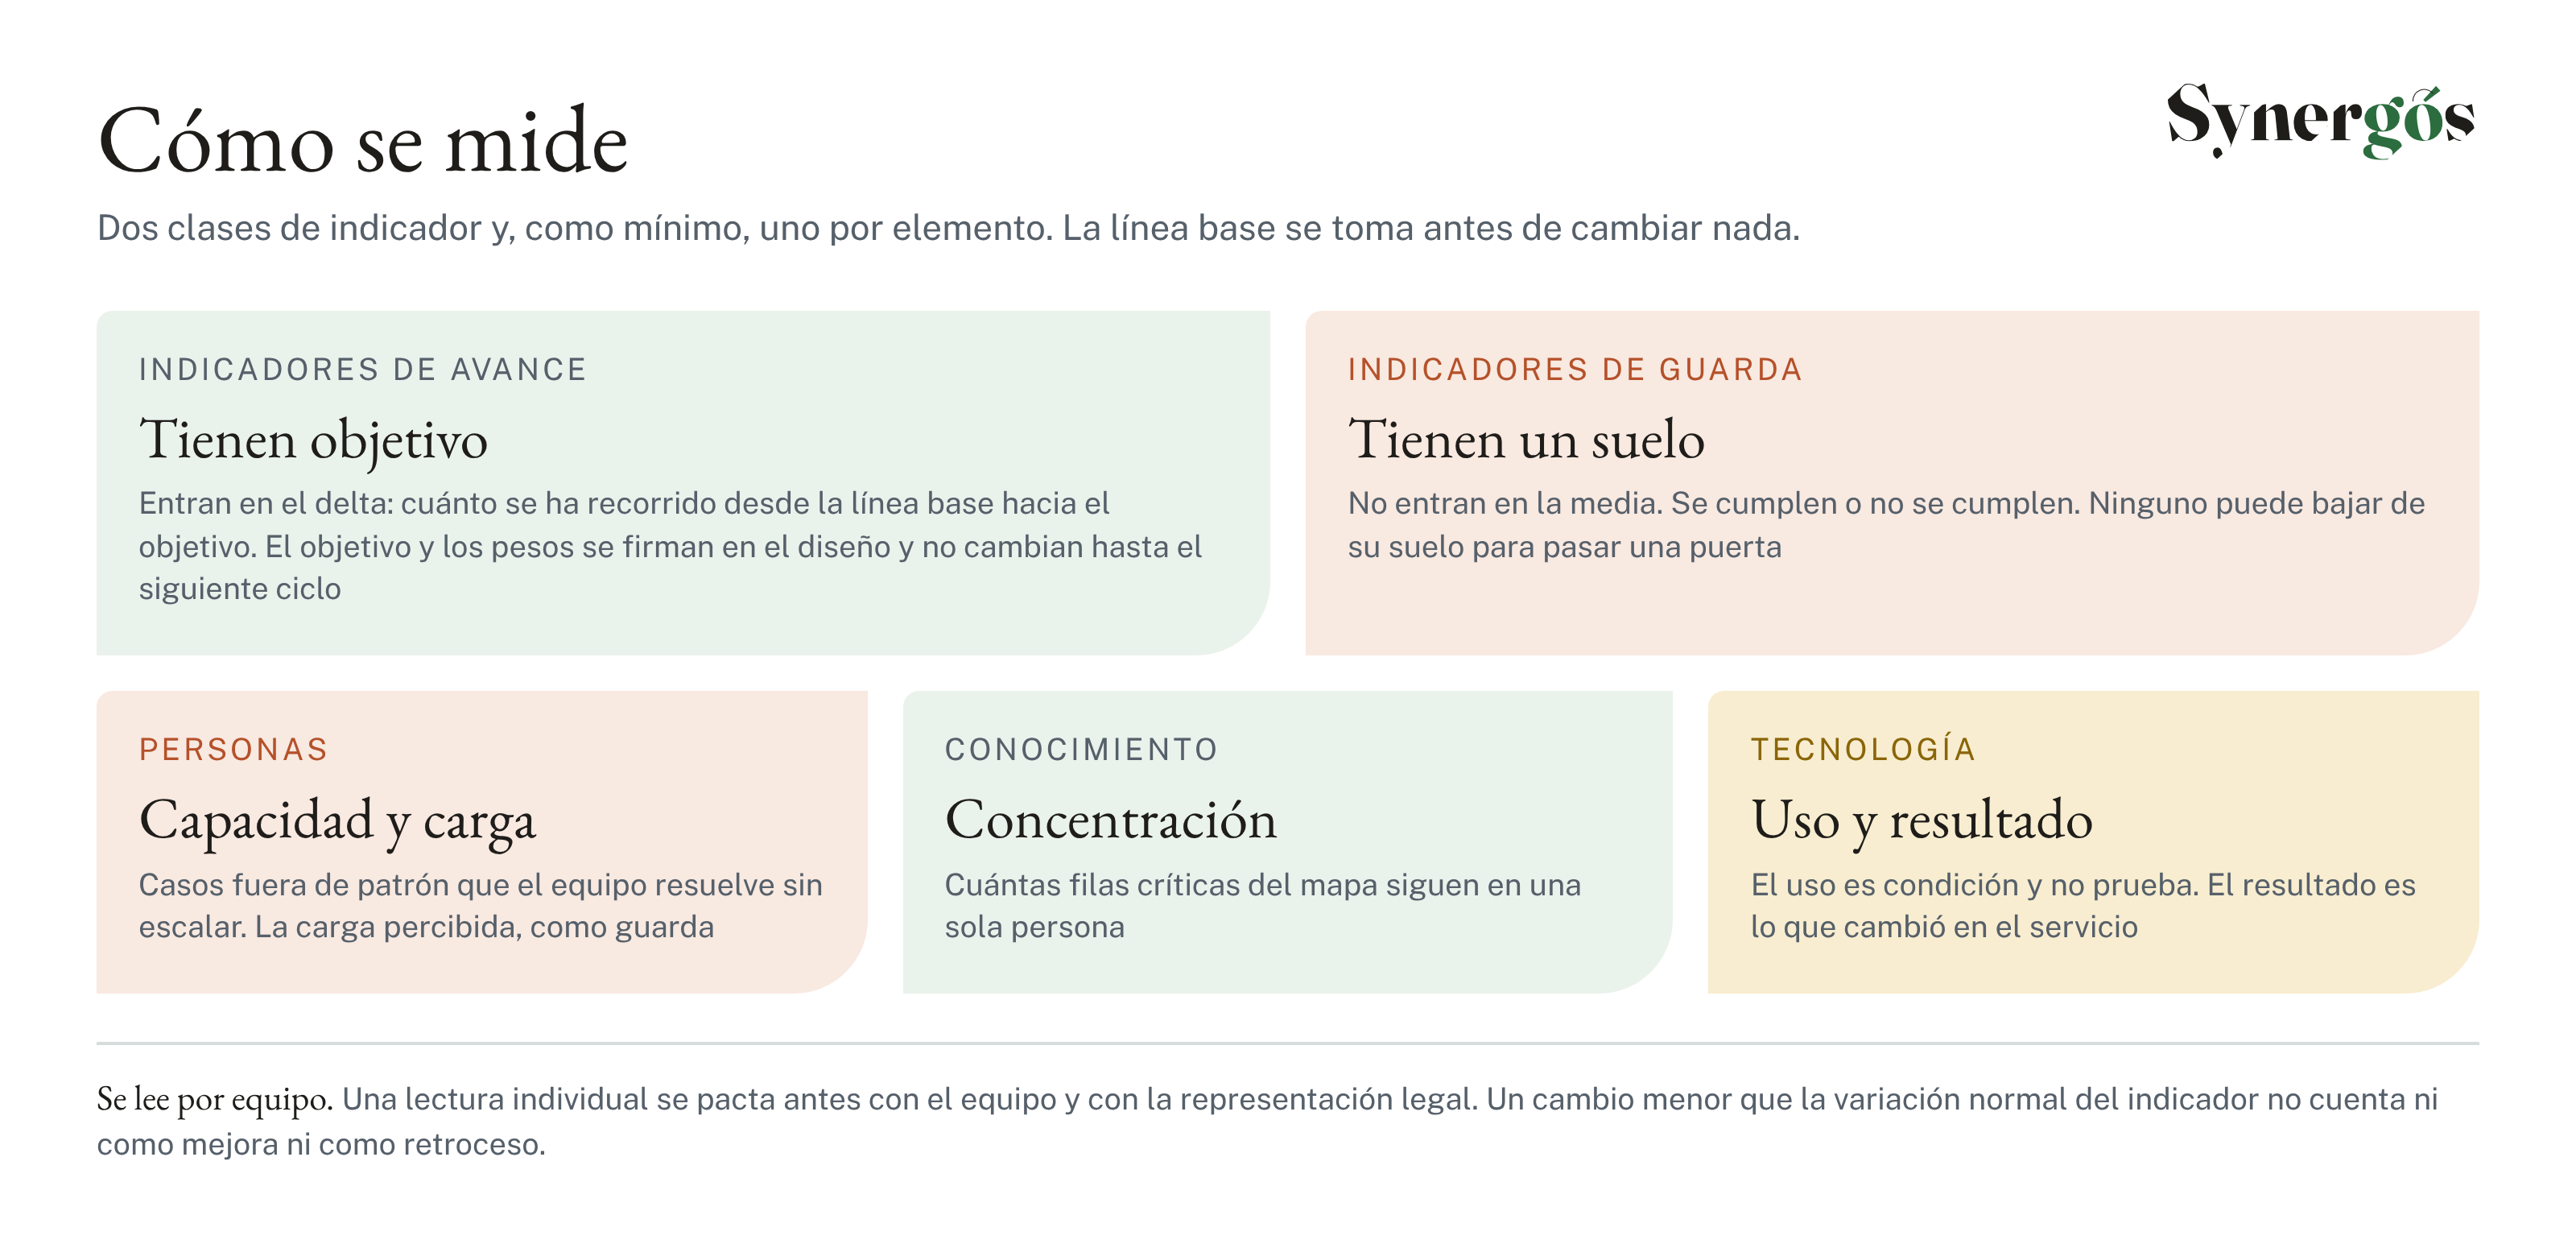 Cómo se mide
Synergós
Dos clases de indicador y, como mínimo, uno por elemento. La línea base se toma antes de cambiar nada.
INDICADORES DE AVANCE
Tienen objetivo
Entran en el delta: cuánto se ha recorrido desde la línea base hacia el
objetivo. El objetivo y los pesos se firman en el diseño y no cambian hasta el
siguiente ciclo
INDICADORES DE GUARDA
Tienen un suelo
No entran en la media. Se cumplen o no se cumplen. Ninguno puede bajar de
su suelo para pasar una puerta
PERSONAS
Capacidad y carga
Casos fuera de patrón que el equipo resuelve sin
escalar. La carga percibida, como guarda
CONOCIMIENTO
Concentración
Cuántas filas críticas del mapa siguen en una
sola persona
TECNOLOGÍA
Uso y resultado
El uso es condición y no prueba. El resultado es
lo que cambió en el servicio
Se lee por equipo. Una lectura individual se pacta antes con el equipo y con la representación legal. Un cambio menor que la variación normal del indicador no cuenta ni
como mejora ni como retroceso.